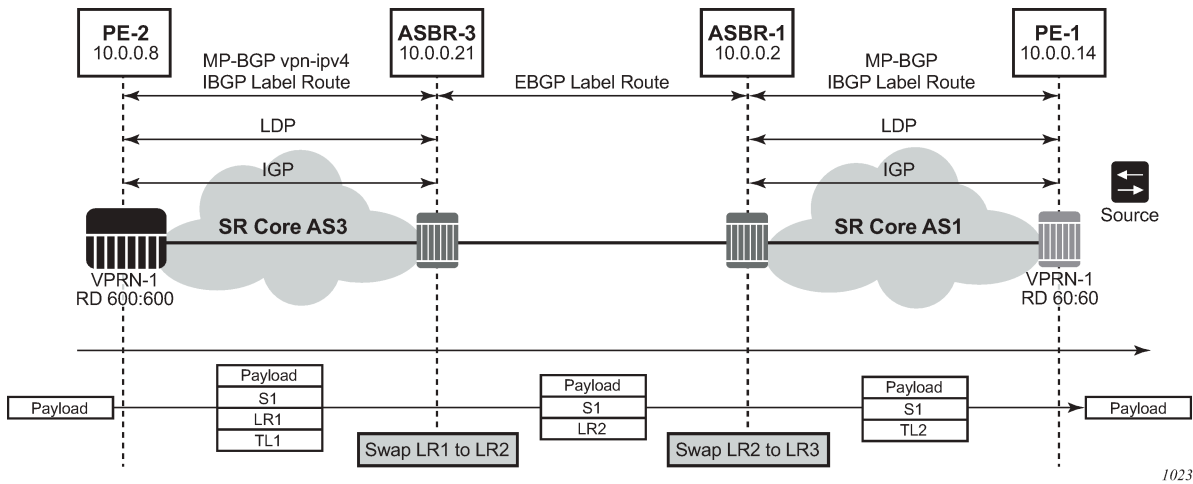 PE-2
10.0.0.8
ASBR-3
10.0.0.21
ASBR-1
10.0.0.2
PE-1
10.0.0.14
MP-BGP vpn-ipv4
IBGP Label Route
EBGP Label Route
MP-BGP
IBGP Label Route
LDP
LDP
IGP
IGP
Source
SR Core AS3
SR Core AS1
VPRN-1
RD 600:600
VPRN-1
RD 60:60
Payload
Payload
S1
LR1
TL1
Payload
S1
LR2
Payload
S1
TL2
Payload
Swap LR1 to LR2
Swap LR2 to LR3
1023